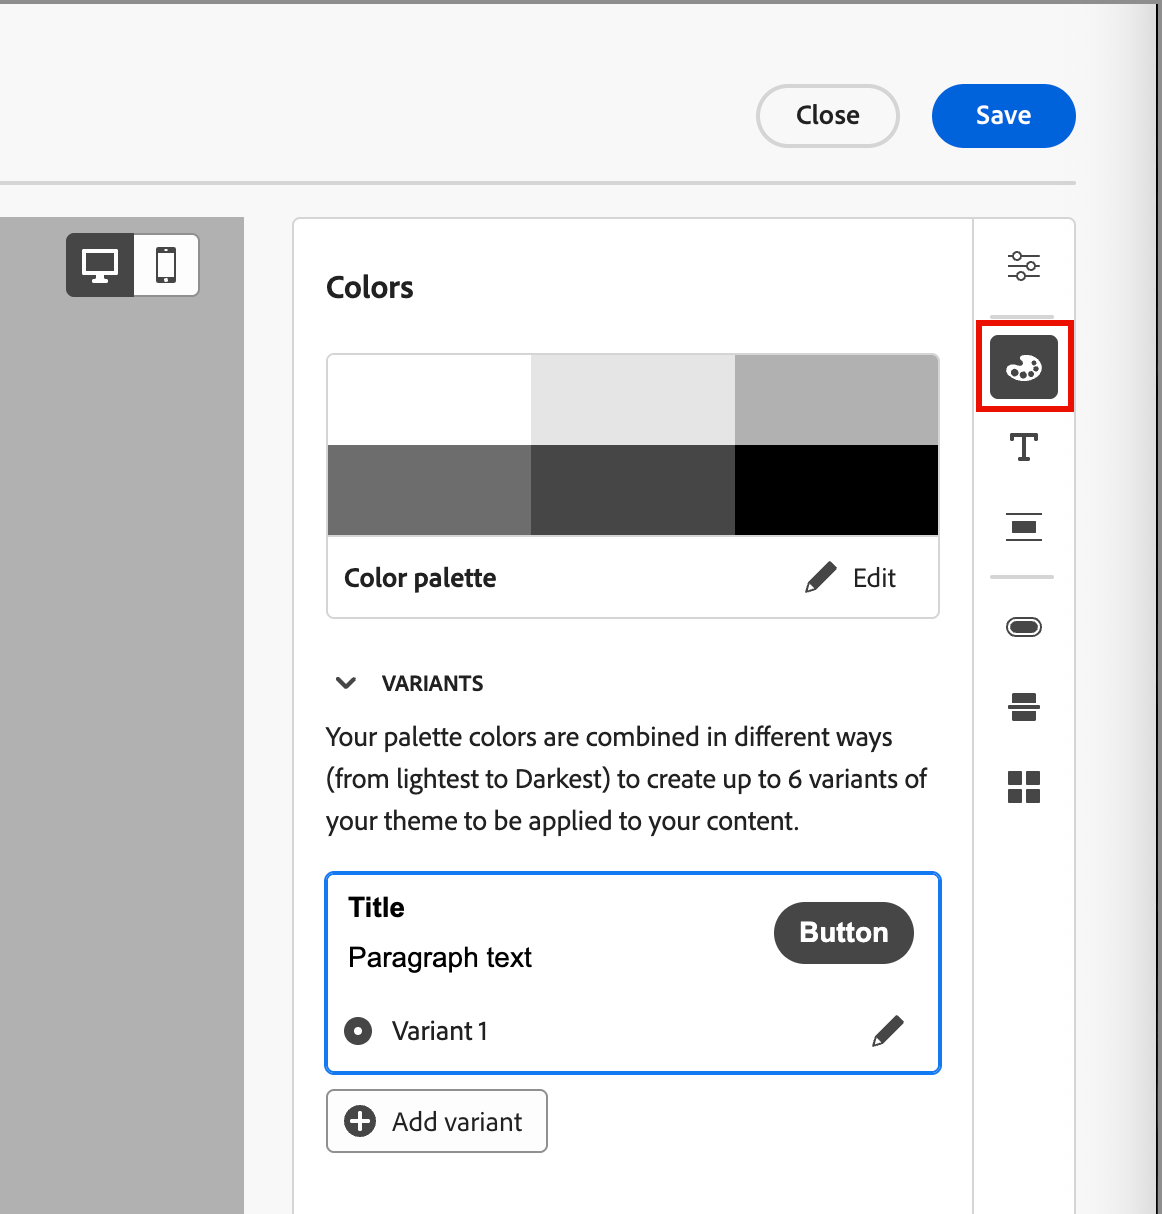 Close
Save
Colors
Color palette
Edit
VARIANTS
Your palette colors are combined in different ways
(from lightest to Darkest) to create up to 6 variants of
your theme to be applied to your content.
Title
Button
Paragraph text
Variant 1
Add variant